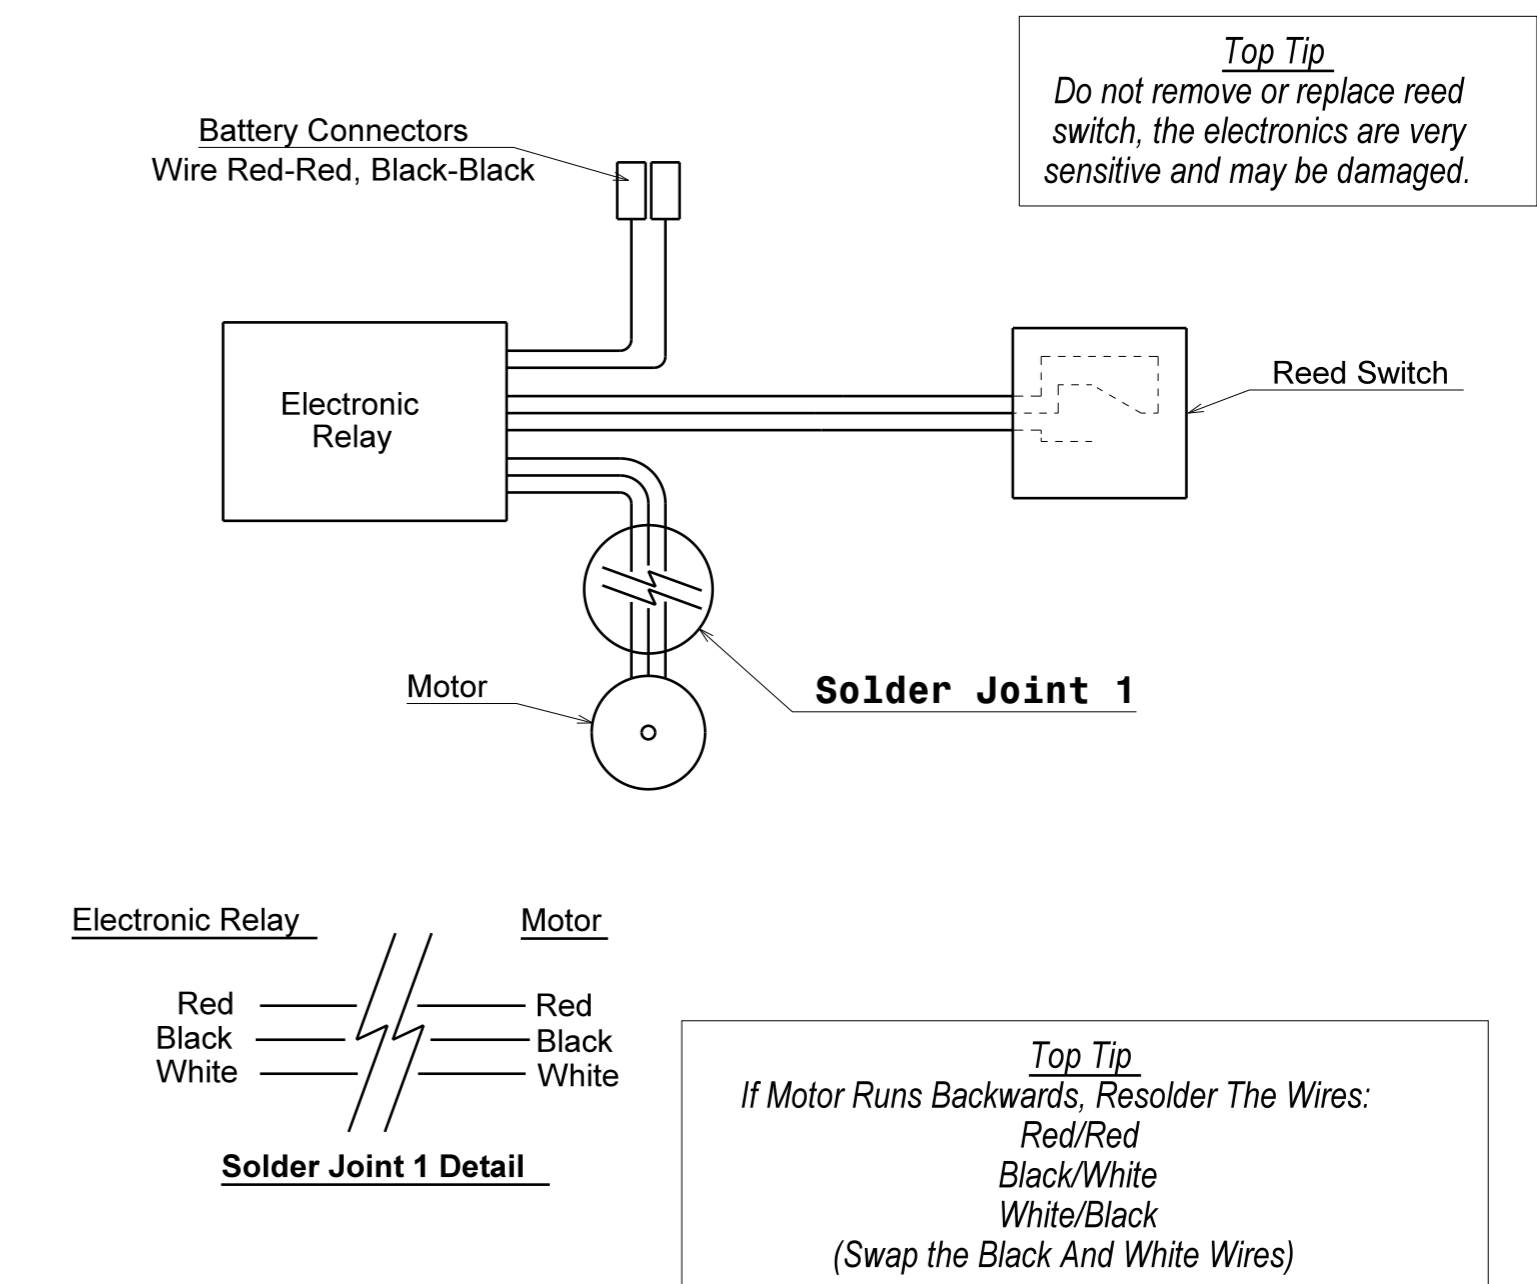 Top Tip
Do not remove or replace reed
switch, the electronics are very
sensitive and may be damaged.
Battery Connectors
Wire Red-Red, Black-Black
Electronic
Relay
Reed Switch
Solder Joint 1
Motor
Electronic Relay
Motor
Red
Red
Black
Black
White
White
Solder Joint 1 Detail
Top Tip
If Motor Runs Backwards, Resolder The Wires:
Red/Red
Black/White
White/Black
(Swap the Black And White Wires)